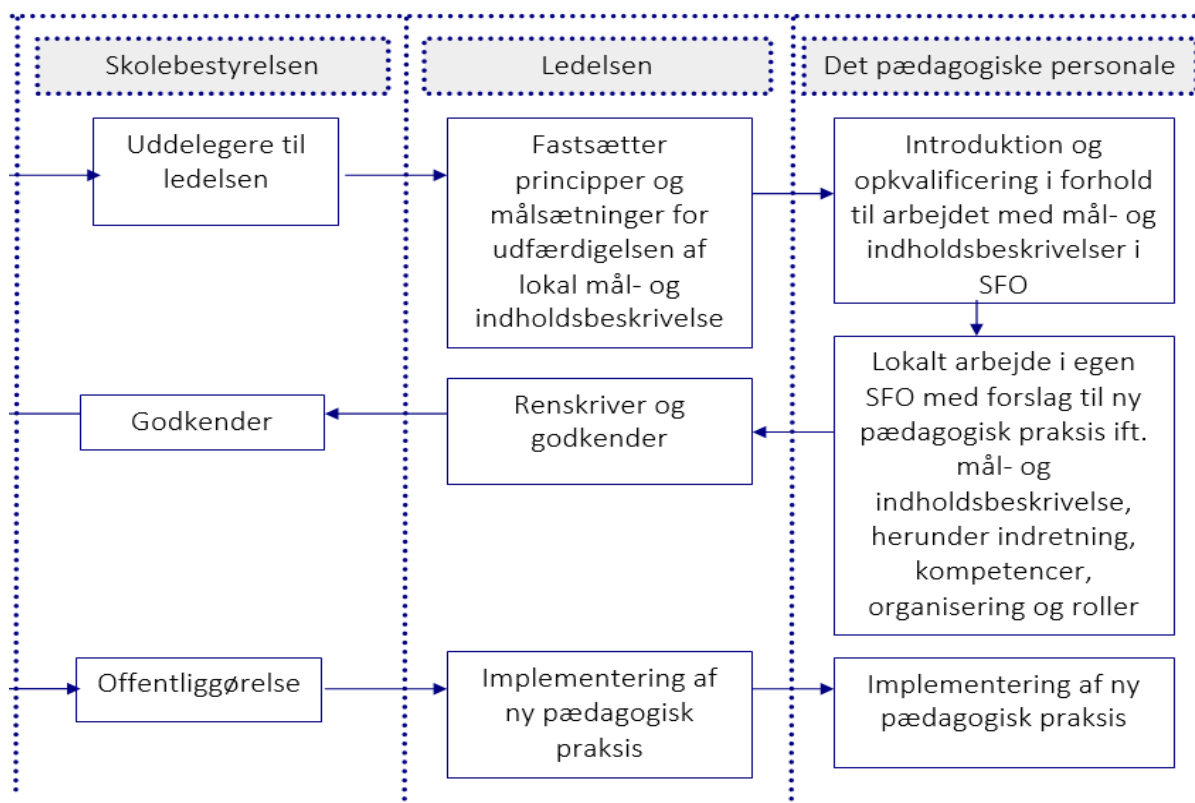 Skolebestyrelsen
Ledelsen
Det pædagogiske personale
Uddelegere til
ledelsen
Fastsætter
principper og
målsætninger for
udfærdigelsen af
lokal mål- og
indholdsbeskrivelse
Introduktion og
opkvalificering i forhold
til arbejdet med mål- og
indholdsbeskrivelser i
SFO
Godkender
Renskriver og
godkender
Lokalt arbejde i egen
SFO med forslag til ny
pædagogisk praksis ift.
mål- og
indholdsbeskrivelse,
herunder indretning,
kompetencer,
organisering og roller
Offentliggørelse
Implementering af
ny pædagogisk
praksis
Implementering af ny
pædagogisk praksis